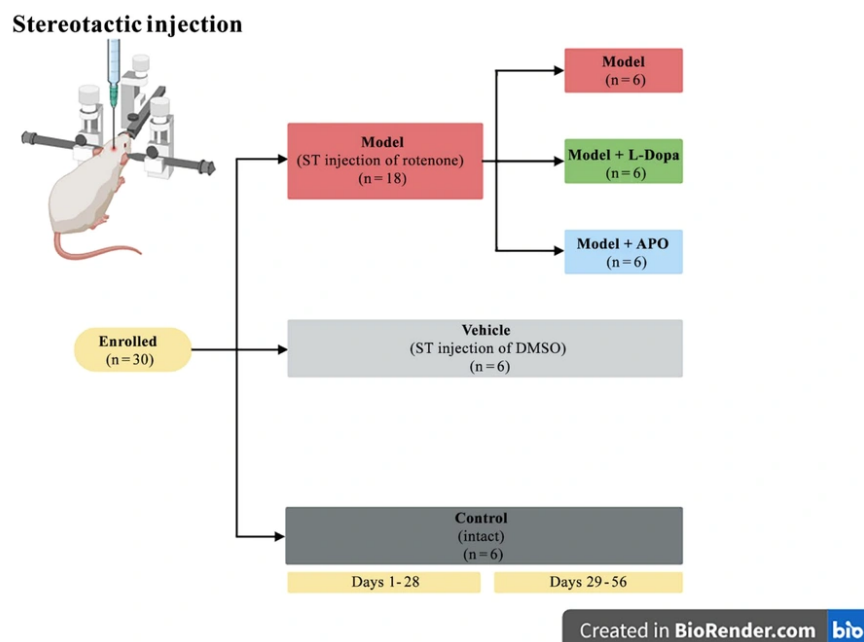 Stereotactic injection
Model
(n = 6)
Model
(ST injection of rotenone)
(n = 18)
Model + L-Dopa
(n = 6)
Model + APO
(n = 6)
Enrolled
(n = 30)
Vehicle
(ST injection of DMSO)
(n = 6)
Control
(intact)
(n = 6)
Days 1 - 28
Days 29 - 56
Created in BioRender.com bio